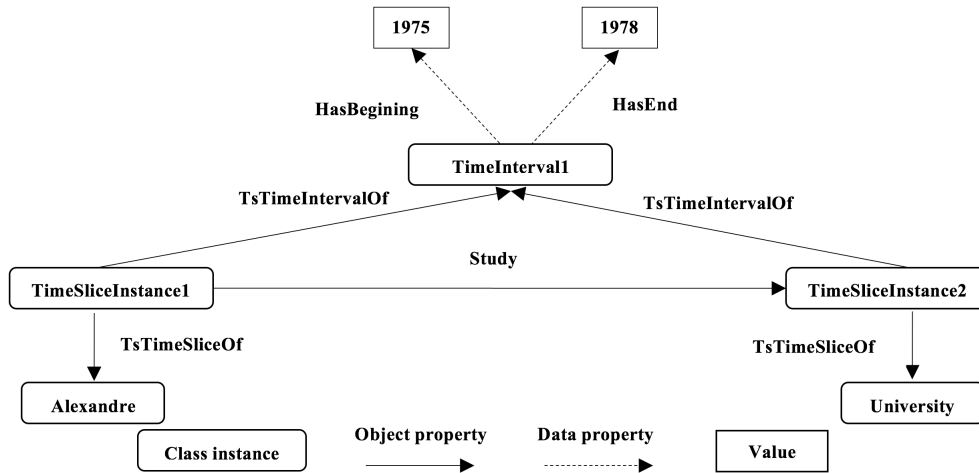 1975
1978
HasBegining
HasEnd
TimeInterval1
TsTimeIntervalOf
TsTimeIntervalOf
Study
TimeSliceInstance1
TimeSliceInstance2
TsTimeSliceOf
TsTimeSliceOf
Alexandre
University
Class instance
Object property
Data property
Value